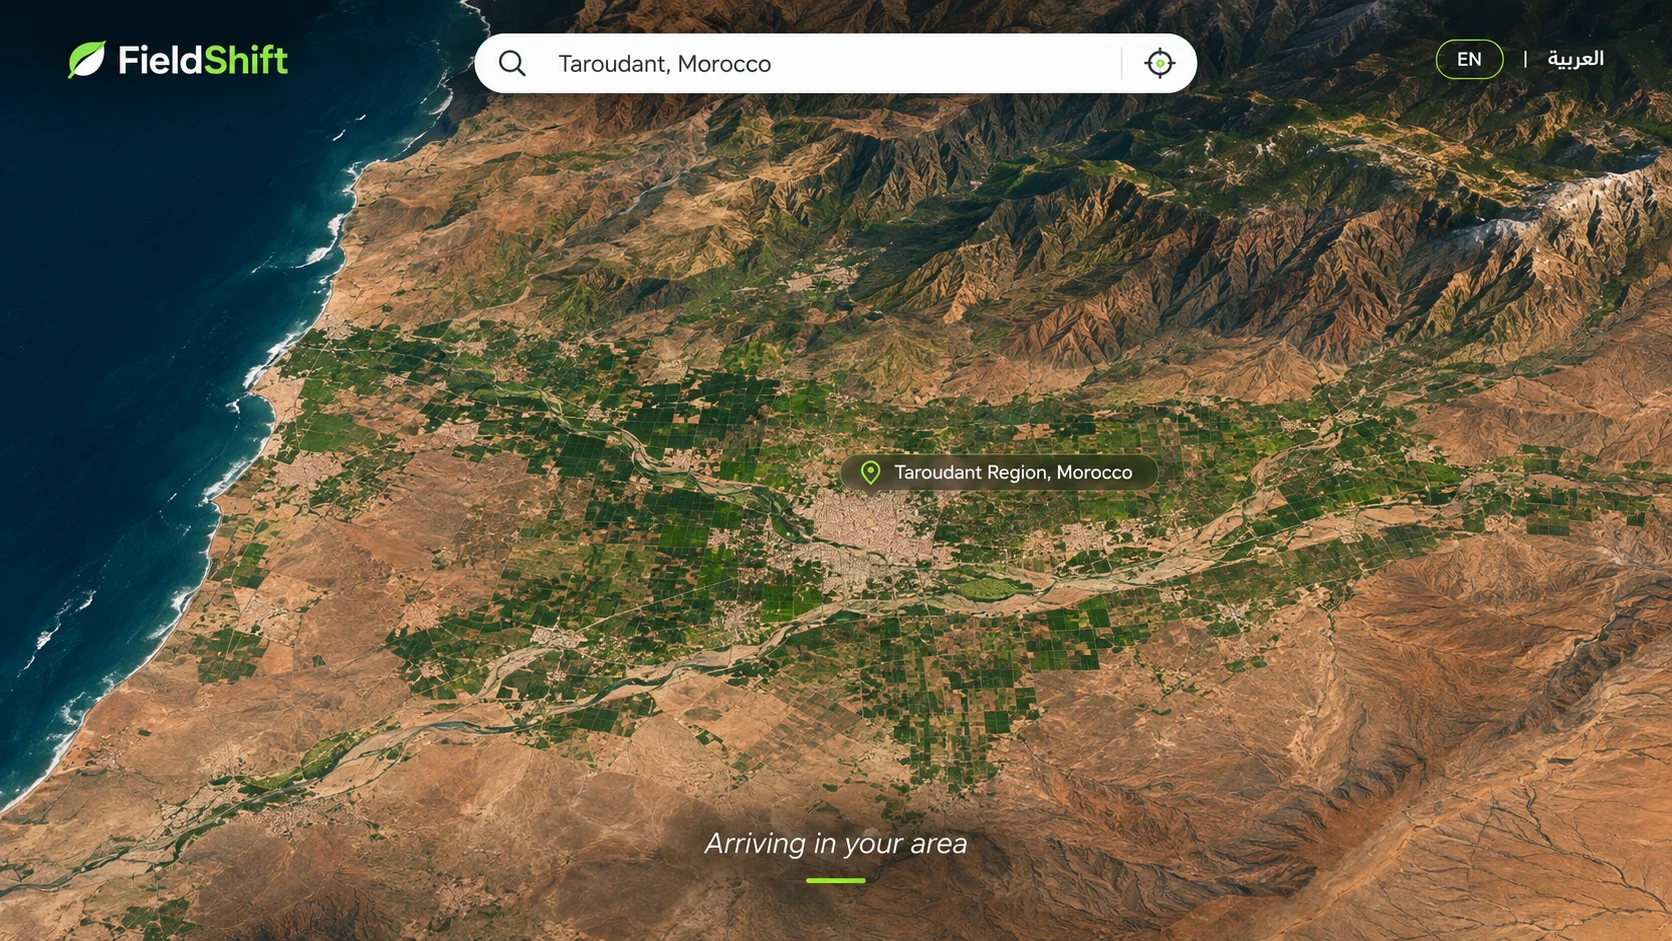 FieldShift
Taroudant, Morocco
EN | العربية
Taroudant Region, Morocco
Arriving in your area